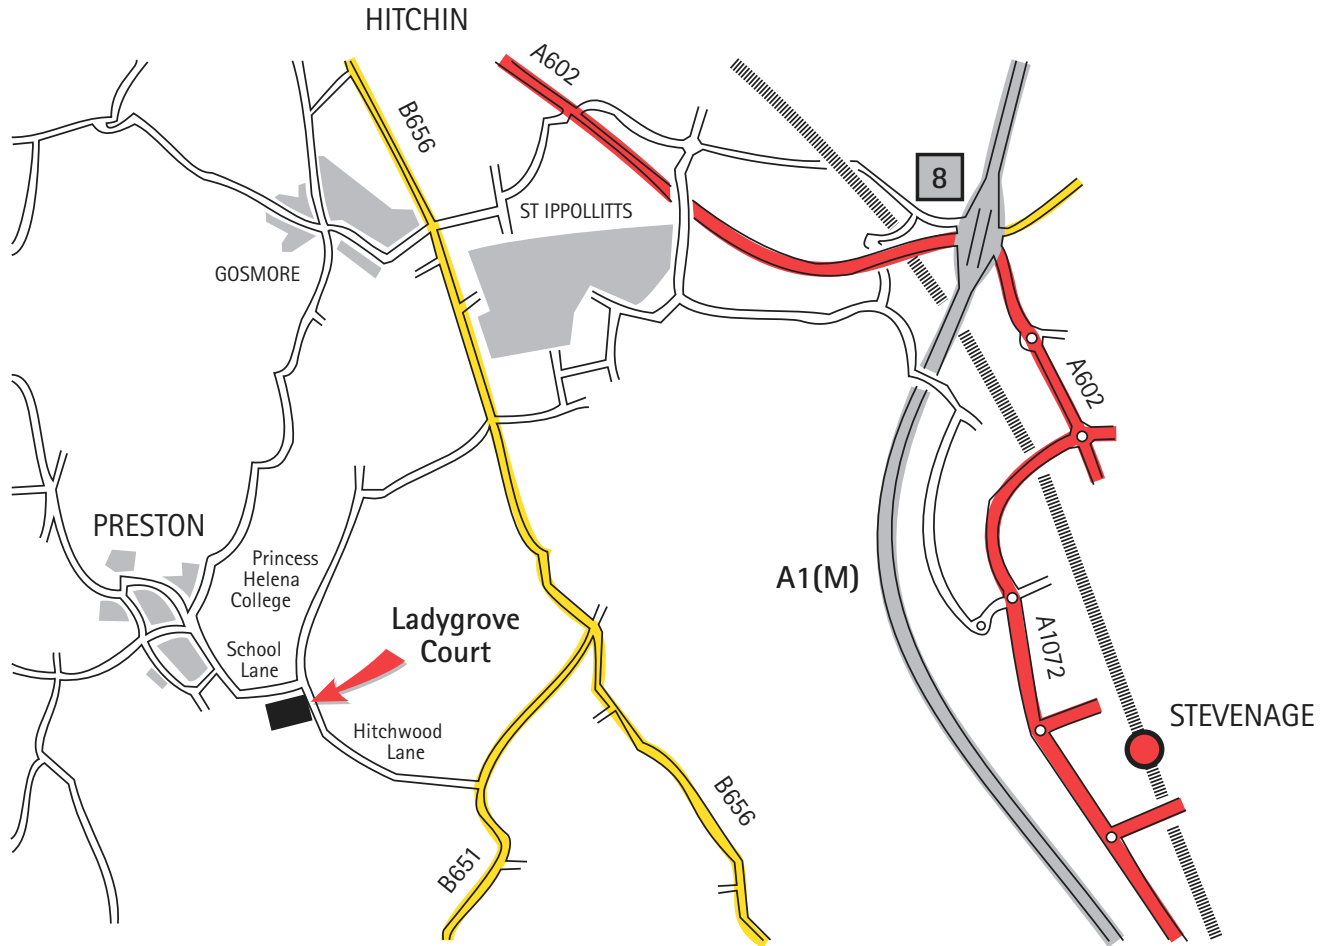 HITCHIN
A602
B656
8
ST IPPOLLITTS
GOSMORE
A602
PRESTON
Princess
Helena
College
A1(M)
Ladygrove
Court
A1072
School
Lane
STEVENAGE
Hitchwood
Lane
B656
B651